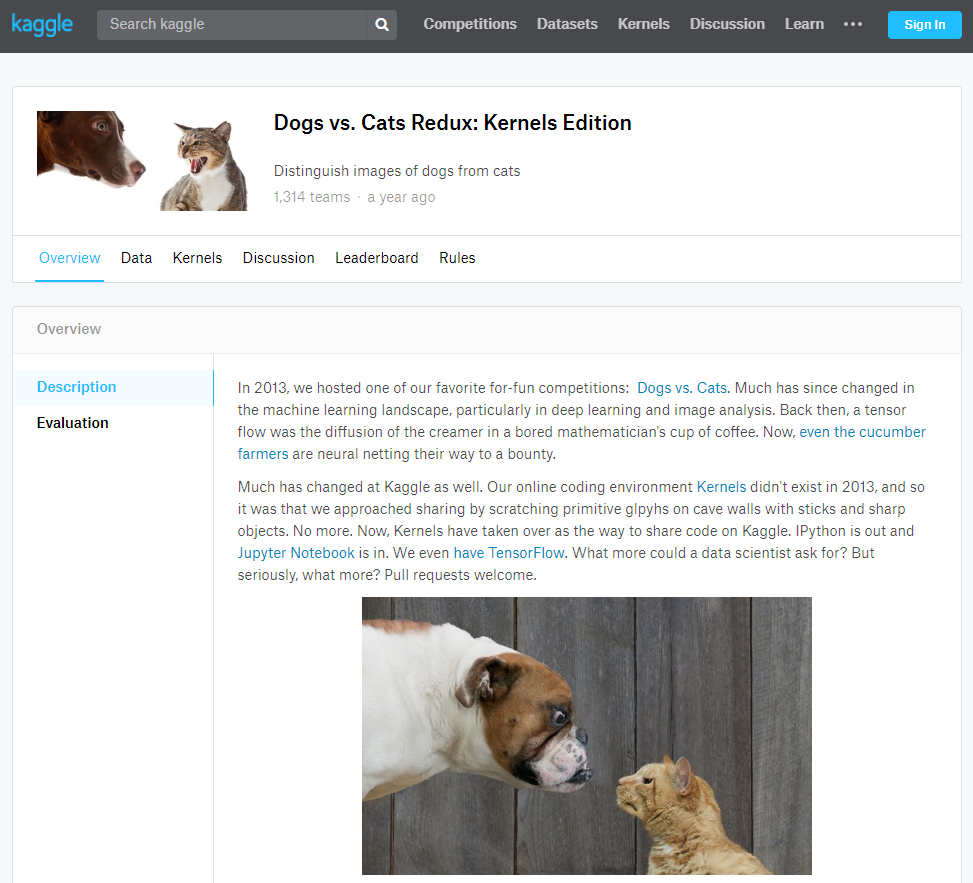 kaggle
Search kaggle
Competitions Datasets Kernels Discussion Learn ••• Sign In
Dogs vs. Cats Redux: Kernels Edition
Distinguish images of dogs from cats
1,314 teams · a year ago
Overview Data Kernels Discussion Leaderboard Rules
Overview
Description
Evaluation
In 2013, we hosted one of our favorite for-fun competitions:  Dogs vs. Cats. Much has since changed in
the machine learning landscape, particularly in deep learning and image analysis. Back then, a tensor
flow was the diffusion of the creamer in a bored mathematician's cup of coffee. Now, even the cucumber
farmers are neural netting their way to a bounty.
Much has changed at Kaggle as well. Our online coding environment Kernels didn't exist in 2013, and so
it was that we approached sharing by scratching primitive glpyhs on cave walls with sticks and sharp
objects. No more. Now, Kernels have taken over as the way to share code on Kaggle. IPython is out and
Jupyter Notebook is in. We even have TensorFlow. What more could a data scientist ask for? But
seriously, what more? Pull requests welcome.